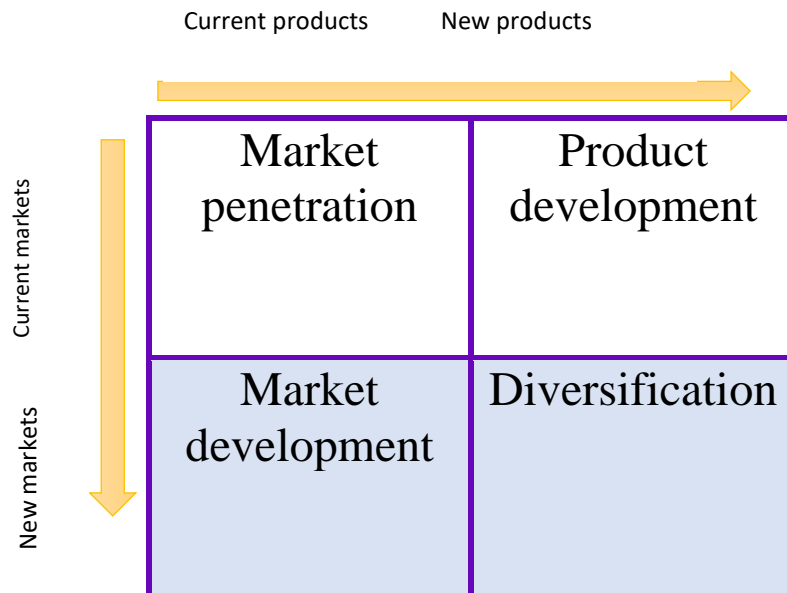 Current products New products
Current markets
Market
penetration
Product
development
New markets
Market
development
Diversification